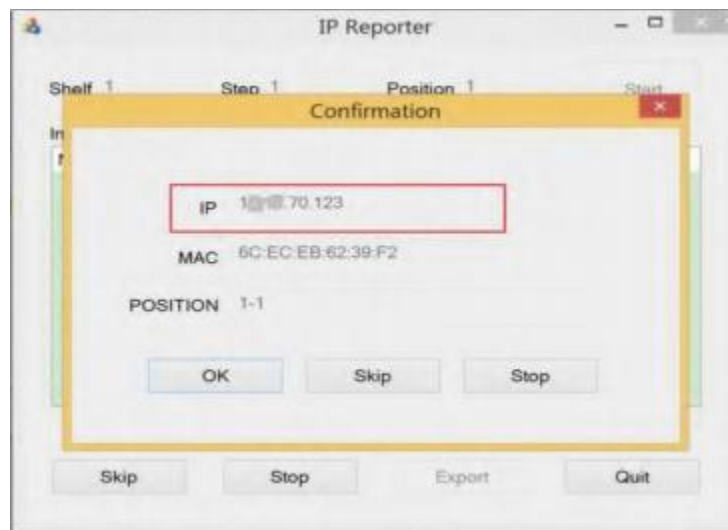 IP Reporter
Shelf 1 Step 1 Position 1 Start
Confirmation
IP 70.123
MAC 6C:EC:EB:62:39:F2
POSITION 1-1
OK Skip Stop
Skip Stop Export Quit